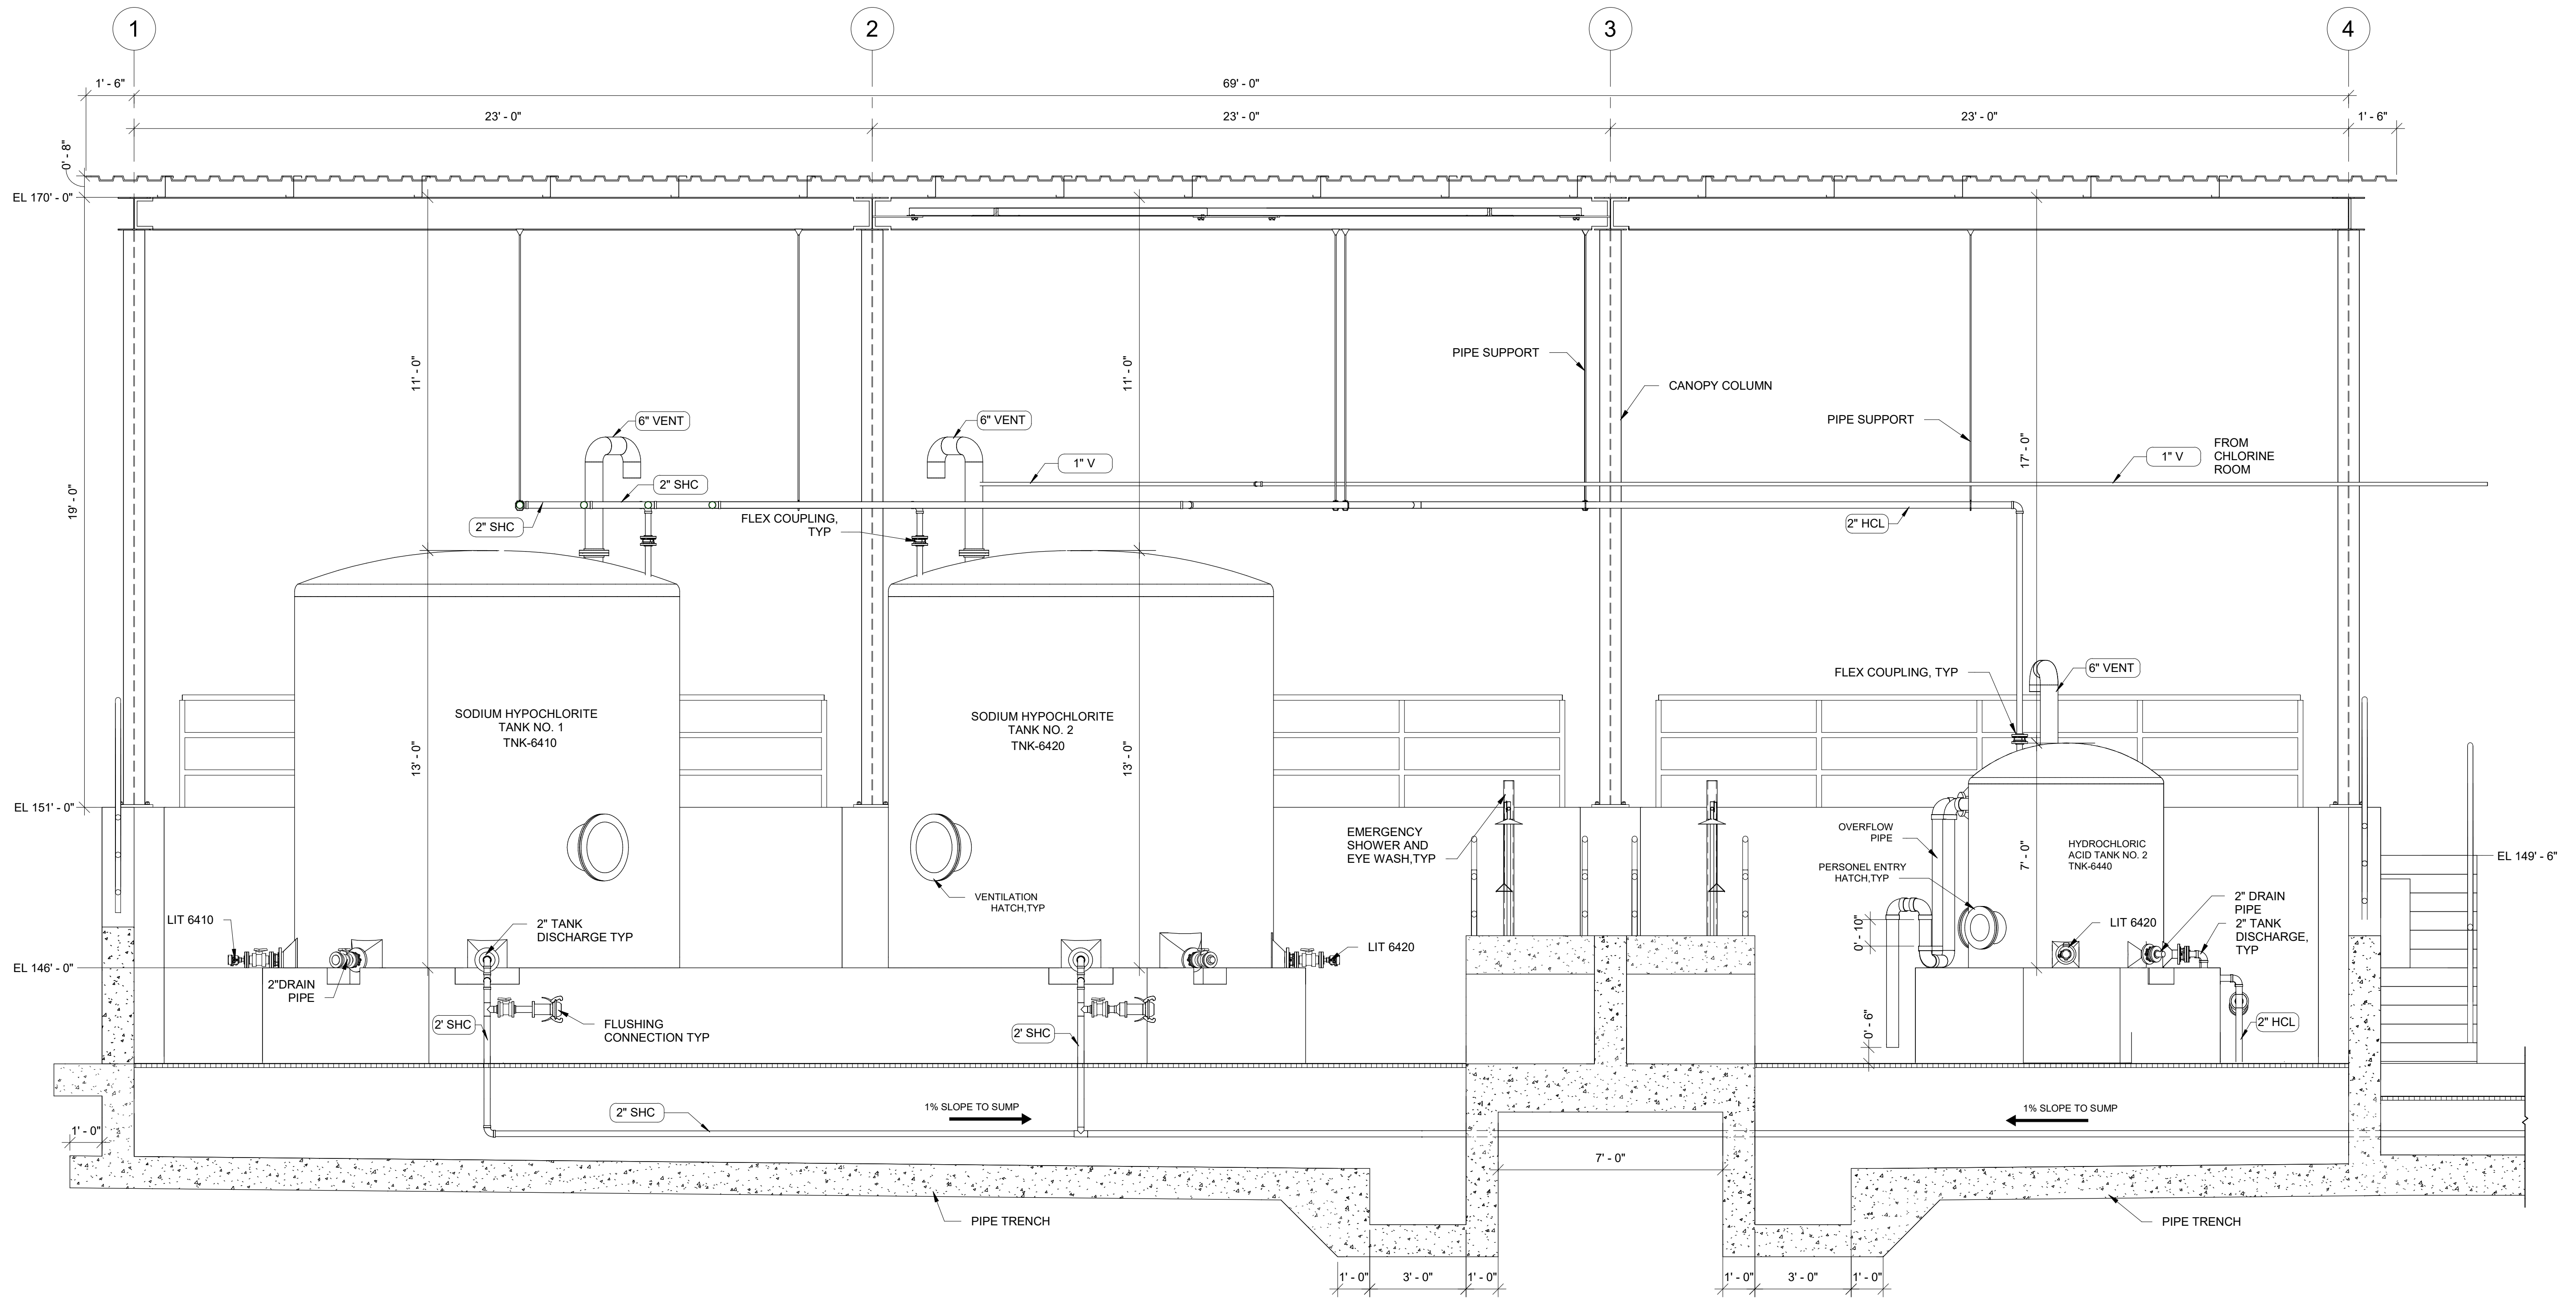 1
2
3
4
1' - 6"
69' - 0"
23' - 0"
23' - 0"
23' - 0"
1' - 6"
0' - 8"
EL 170' - 0"
11' - 0"
11' - 0"
17' - 0"
19' - 0"
PIPE SUPPORT
CANOPY COLUMN
PIPE SUPPORT
6" VENT
6" VENT
1" V
1" V
FROM
CHLORINE
ROOM
2" SHC
2" SHC
FLEX COUPLING,
TYP
2" HCL
FLEX COUPLING, TYP
6" VENT
SODIUM HYPOCHLORITE
TANK NO. 1
TNK-6410
SODIUM HYPOCHLORITE
TANK NO. 2
TNK-6420
13' - 0"
13' - 0"
EL 151' - 0"
EMERGENCY
SHOWER AND
EYE WASH,TYP
OVERFLOW
PIPE
PERSONEL ENTRY
HATCH,TYP
7' - 0"
HYDROCHLORIC
ACID TANK NO. 2
TNK-6440
EL 149' - 6"
VENTILATION
HATCH,TYP
LIT 6410
2" TANK
DISCHARGE TYP
LIT 6420
0' - 10"
LIT 6420
2" DRAIN
PIPE
2" TANK
DISCHARGE,
TYP
EL 146' - 0"
2"DRAIN
PIPE
2' SHC
FLUSHING
CONNECTION TYP
2' SHC
0' - 6"
2" HCL
2" SHC
1% SLOPE TO SUMP
1% SLOPE TO SUMP
1' - 0"
7' - 0"
PIPE TRENCH
PIPE TRENCH
1' - 0"
3' - 0"
1' - 0"
1' - 0"
3' - 0"
1' - 0"